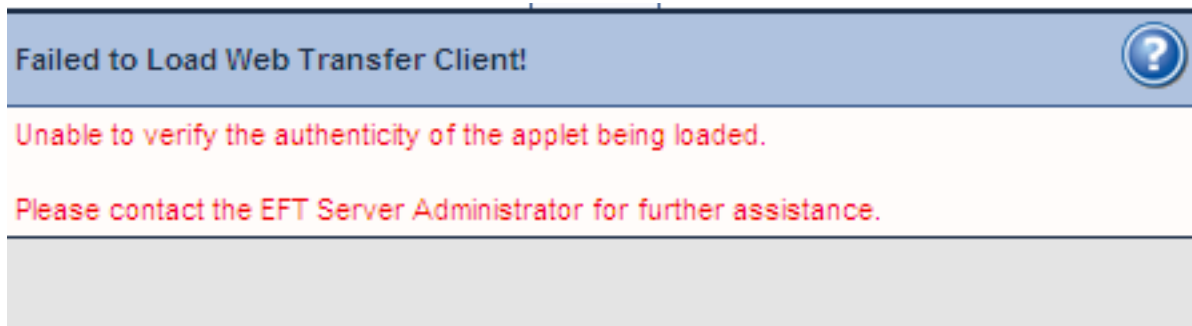 Failed to Load Web Transfer Client!
?
Unable to verify the authenticity of the applet being loaded.
Please contact the EFT Server Administrator for further assistance.